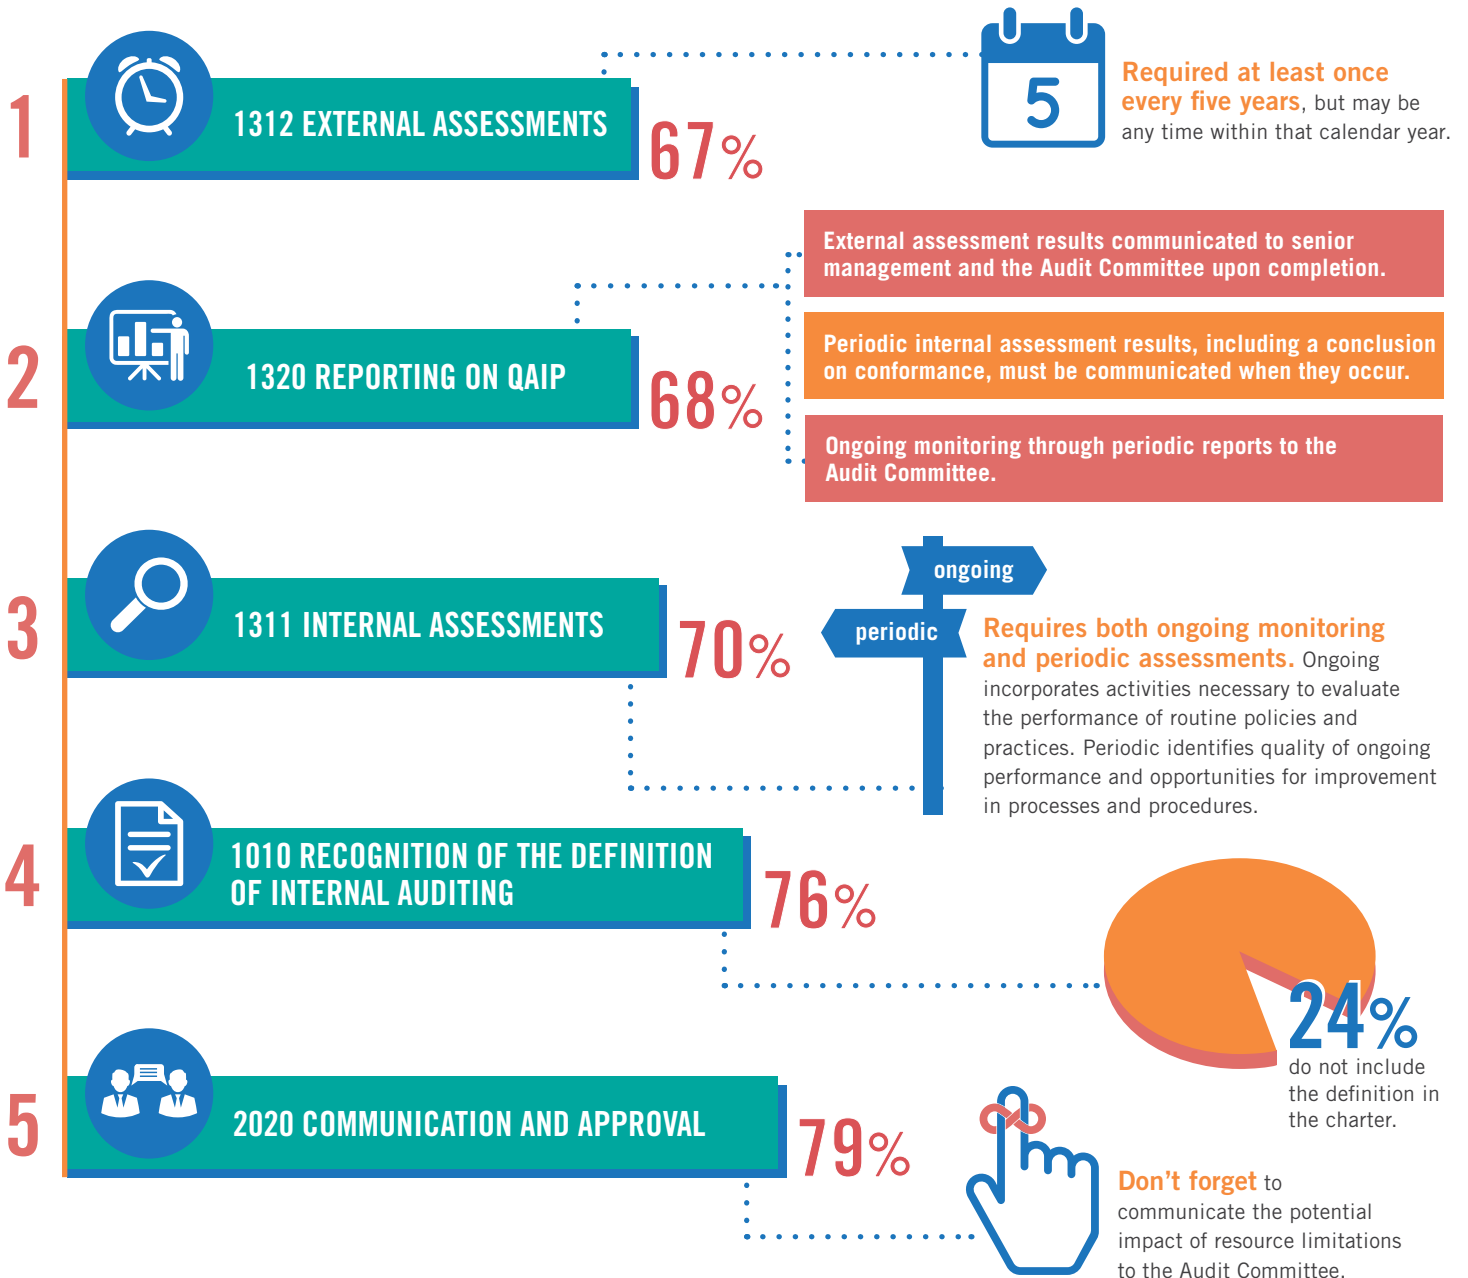 1
1312 EXTERNAL ASSESSMENTS
67%
5
Required at least once
every five years, but may be
any time within that calendar year.
2
1320 REPORTING ON QAIP
68%
External assessment results communicated to senior
management and the Audit Committee upon completion.
Periodic internal assessment results, including a conclusion
on conformance, must be communicated when they occur.
Ongoing monitoring through periodic reports to the
Audit Committee.
3
1311 INTERNAL ASSESSMENTS
70%
ongoing
periodic
Requires both ongoing monitoring
and periodic assessments. Ongoing
incorporates activities necessary to evaluate
the performance of routine policies and
practices. Periodic identifies quality of ongoing
performance and opportunities for improvement
in processes and procedures.
4
1010 RECOGNITION OF THE DEFINITION
OF INTERNAL AUDITING
76%
24%
do not include
the definition in
the charter.
5
2020 COMMUNICATION AND APPROVAL
79%
Don't forget to
communicate the potential
impact of resource limitations
to the Audit Committee.